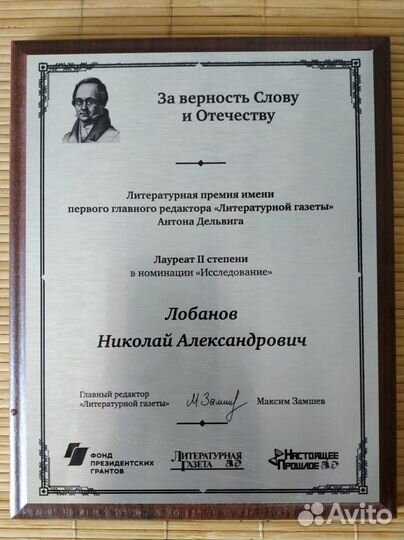 За верность Слову
и Отечеству
Литературная премия имени
первого главного редактора «Литературной газеты»
Антона Дельвига
Лауреат II степени
в номинации «Исследование»
Лобанов
Николай Александрович
Главный редактор
«Литературной газеты»
М.Замшев
Максим Замшев
ФОНД
ПРЕЗИДЕНТСКИХ
ГРАНТОВ
ЛИТЕРАТУРНАЯ
ГАЗЕТА
НАСТОЯЩЕЕ
ПРОШЛОЕ
Avito